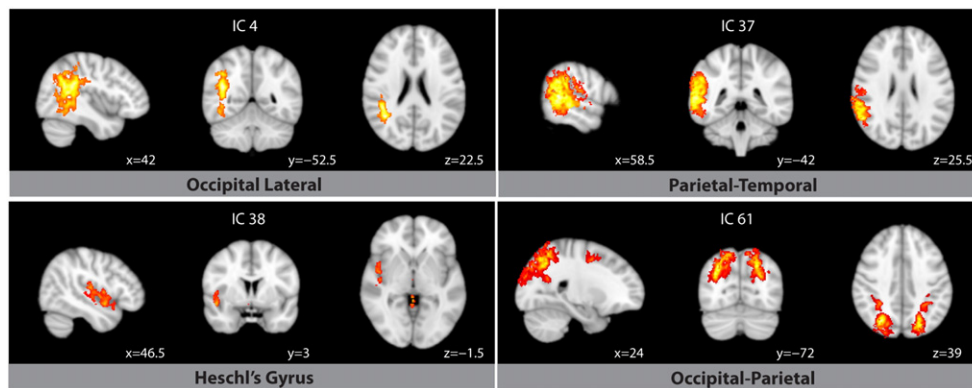 IC 4
x=42
y=−52.5
z=22.5
Occipital Lateral
IC 37
x=58.5
y=−42
z=25.5
Parietal-Temporal
IC 38
x=46.5
y=3
z=−1.5
Heschl's Gyrus
IC 61
x=24
y=−72
z=39
Occipital-Parietal